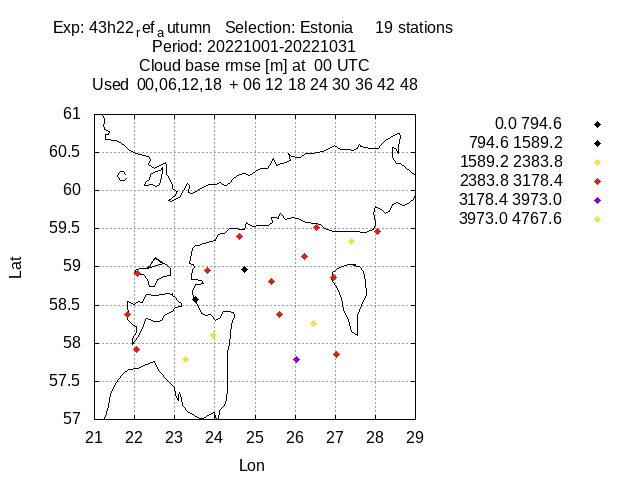 Exp: 43h22ref autumn   Selection: Estonia     19 stations
Period: 20221001-20221031
Cloud base rmse [m] at  00 UTC
Used  00,06,12,18  + 06 12 18 24 30 36 42 48
0.0 794.6
794.6 1589.2
1589.2 2383.8
2383.8 3178.4
3178.4 3973.0
3973.0 4767.6
61
60.5
60
59.5
59
58.5
58
57.5
57
Lat
21 22 23 24 25 26 27 28 29
Lon